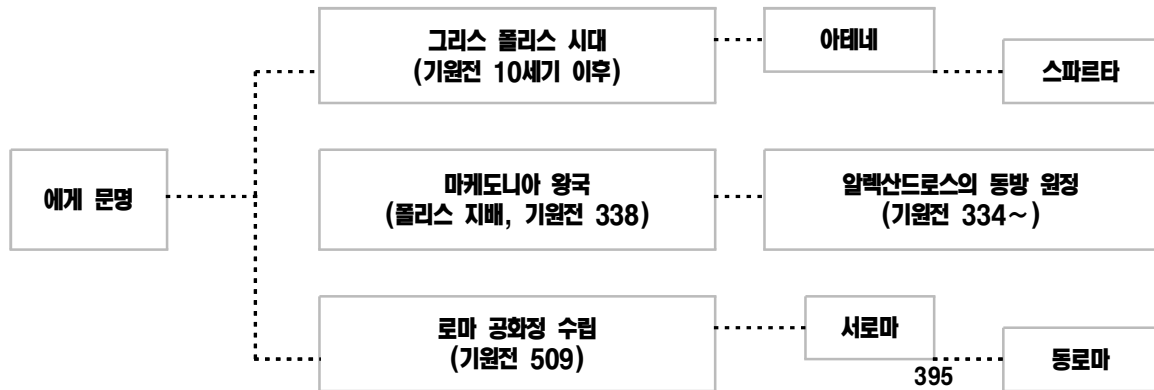 그리스 폴리스 시대
(기원전 10세기 이후)
아테네
스파르타
에게 문명
마케도니아 왕국
(폴리스 지배, 기원전 338)
알렉산드로스의 동방 원정
(기원전 334~)
로마 공화정 수립
(기원전 509)
서로마
395
동로마